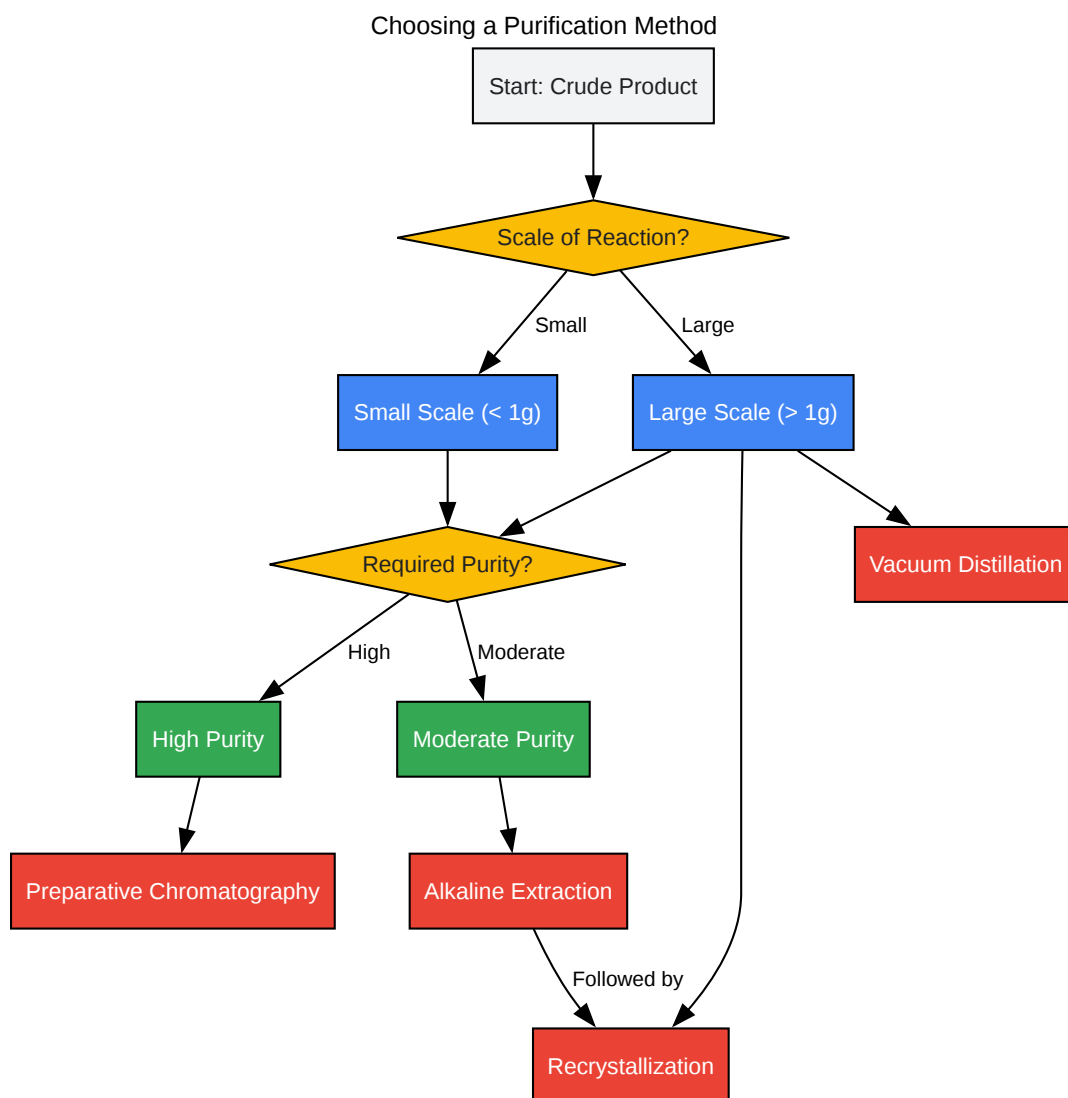 Choosing a Purification Method
Start: Crude Product
Scale of Reaction?
Small
Large
Small Scale (< 1g)
Large Scale (> 1g)
Required Purity?
Vacuum Distillation
High
Moderate
High Purity
Moderate Purity
Preparative Chromatography
Alkaline Extraction
Followed by
Recrystallization